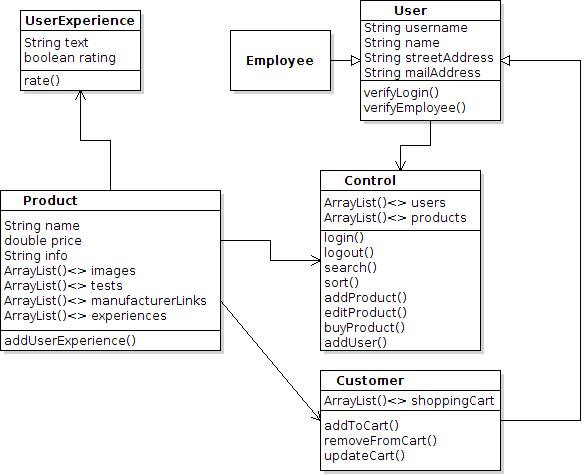 UserExperience
String text
boolean rating
rate()
Employee
User
String username
String name
String streetAddress
String mailAddress
verifyLogin()
verifyEmployee()
Product
String name
double price
String info
ArrayList()<> images
ArrayList()<> tests
ArrayList()<> manufacturerLinks
ArrayList()<> experiences
addUserExperience()
Control
ArrayList()<> users
ArrayList()<> products
login()
logout()
search()
sort()
addProduct()
editProduct()
buyProduct()
addUser()
Customer
ArrayList()<> shoppingCart
addToCart()
removeFromCart()
updateCart()